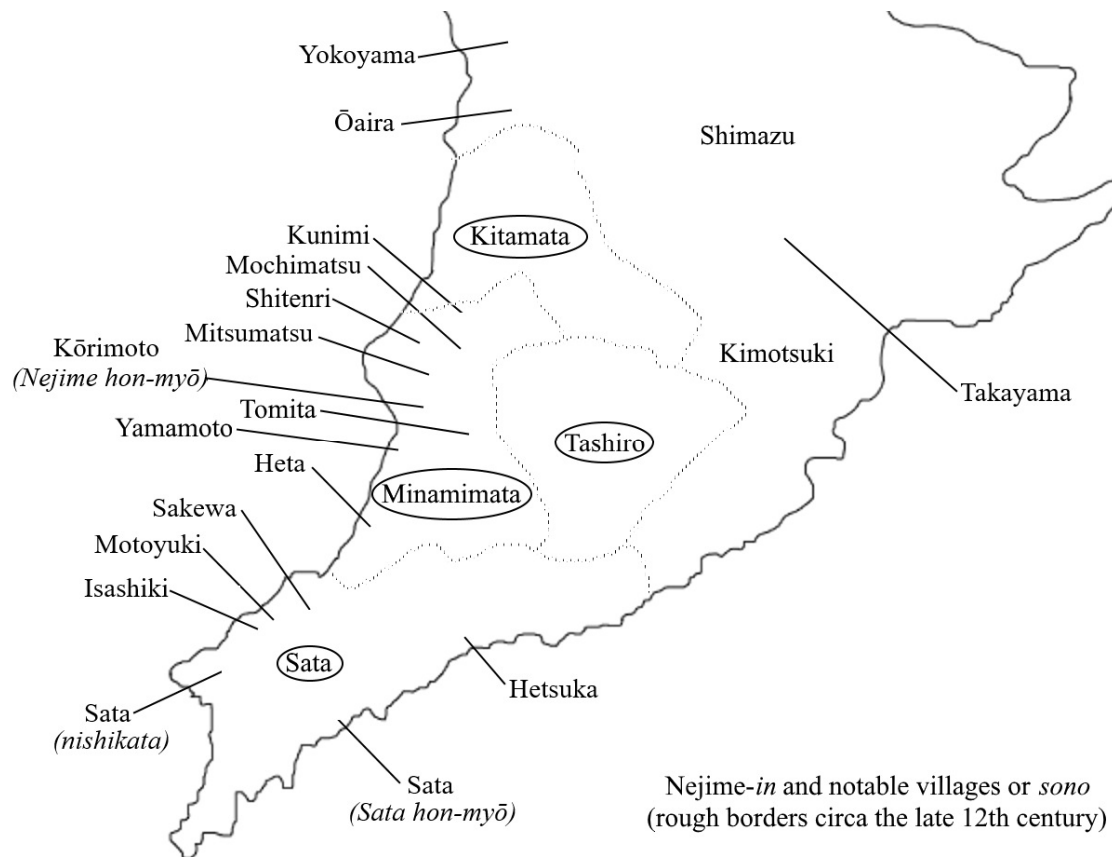 Yokoyama
Ōaira
Shimazu
Kitamata
Kunimi
Mochimatsu
Shitenri
Mitsumatsu
Kōrimoto
(Nejime hon-myō)
Kimotsuki
Takayama
Tomita
Yamamoto
Tashiro
Heta
Minamimata
Sakewa
Motoyuki
Isashiki
Sata
Hetsuka
Sata
(nishikata)
Sata
(Sata hon-myō)
Nejime-in and notable villages or sono
(rough borders circa the late 12th century)